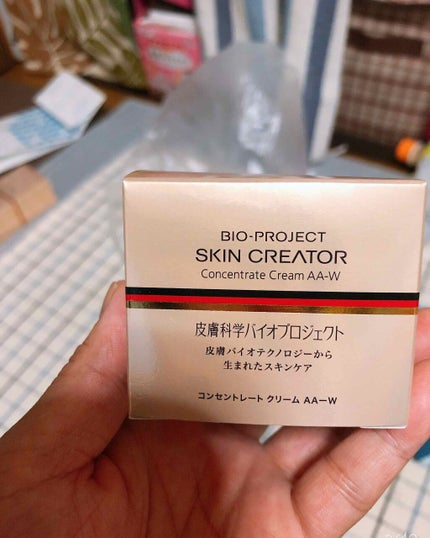 BIO-PROJECT
SKIN CREATOR
Concentrate Cream AA-W
皮膚科学バイオプロジェクト
皮膚バイオテクノロジーから
生まれたスキンケア
コンセントレート クリーム AA－W